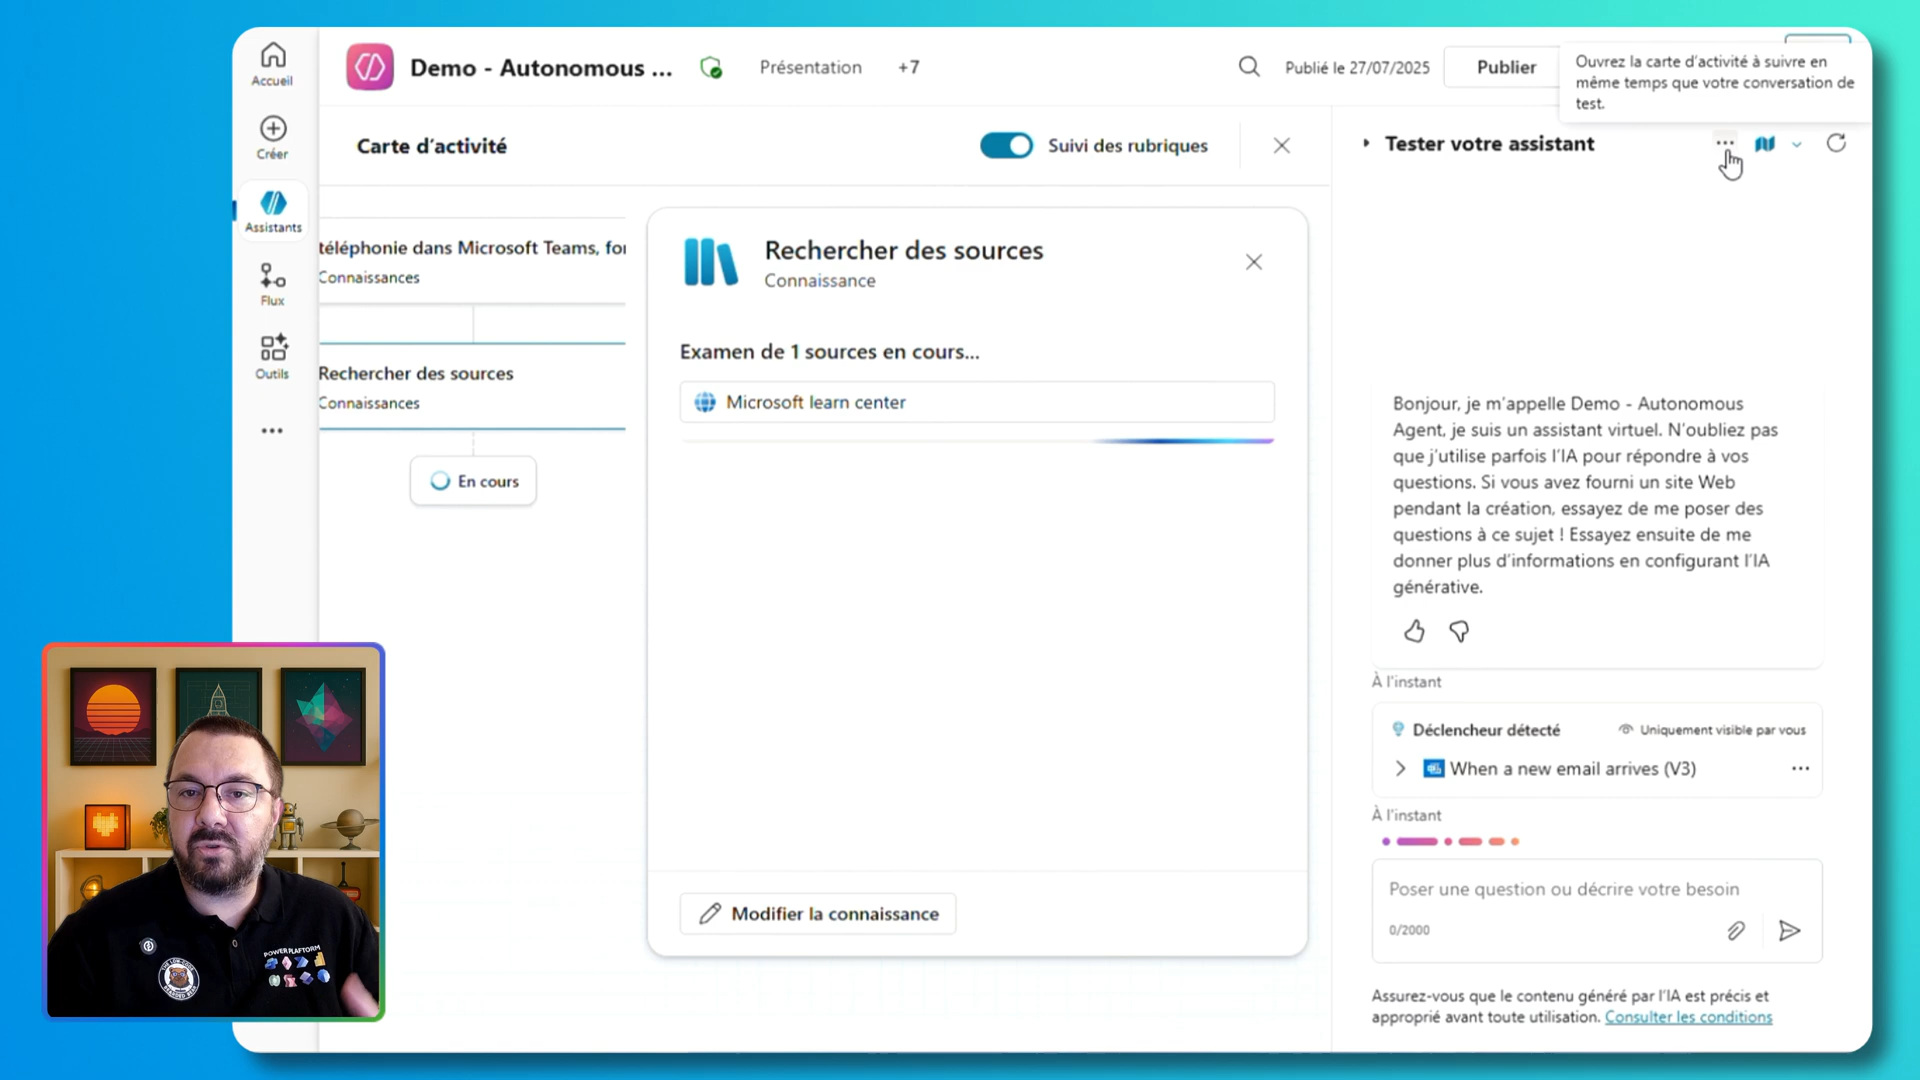 Accueil
Créer
Assistants
Flux
Outils
Demo - Autonomous ...
Présentation
+7
Publié le 27/07/2025
Publier
Ouvrez la carte d’activité à suivre en
même temps que votre conversation de
test.
Carte d’activité
Suivi des rubriques
téléphonie dans Microsoft Teams, for
Connaissances
Rechercher des sources
Connaissances
En cours
Rechercher des sources
Connaissance
Examen de 1 sources en cours...
Microsoft learn center
Modifier la connaissance
Tester votre assistant
Bonjour, je m’appelle Demo - Autonomous
Agent, je suis un assistant virtuel. N’oubliez pas
que j’utilise parfois l’IA pour répondre à vos
questions. Si vous avez fourni un site Web
pendant la création, essayez de me poser des
questions à ce sujet ! Essayez ensuite de me
donner plus d’informations en configurant l’IA
générative.
À l’instant
Déclencheur détecté
Uniquement visible par vous
When a new email arrives (V3)
À l’instant
Poser une question ou décrire votre besoin
0/2000
Assurez-vous que le contenu généré par l’IA est précis et
approprié avant toute utilisation. Consulter les conditions
POWER PLATFORM